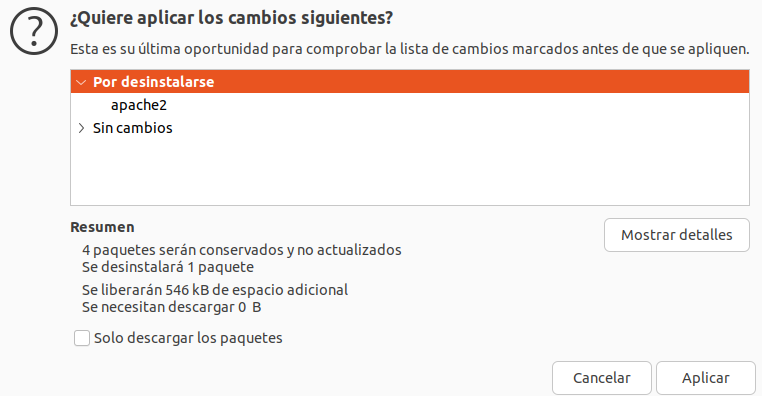 ¿Quiere aplicar los cambios siguientes?
Esta es su última oportunidad para comprobar la lista de cambios marcados antes de que se apliquen.
Por desinstalarse
apache2
Sin cambios
Resumen
Mostrar detalles
4 paquetes serán conservados y no actualizados
Se desinstalará 1 paquete
Se liberarán 546 kB de espacio adicional
Se necesitan descargar 0 B
Solo descargar los paquetes
Cancelar
Aplicar